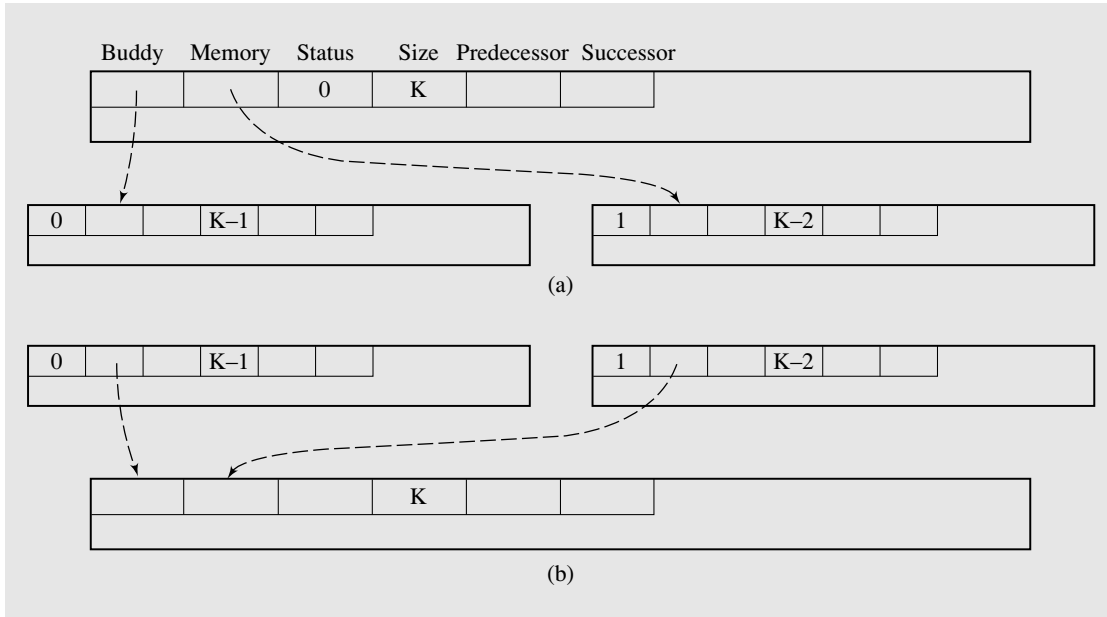 Buddy Memory Status Size Predecessor Successor
0 K
0 K–1 1 K–2
(a)
0 K–1 1 K–2
K
(b)